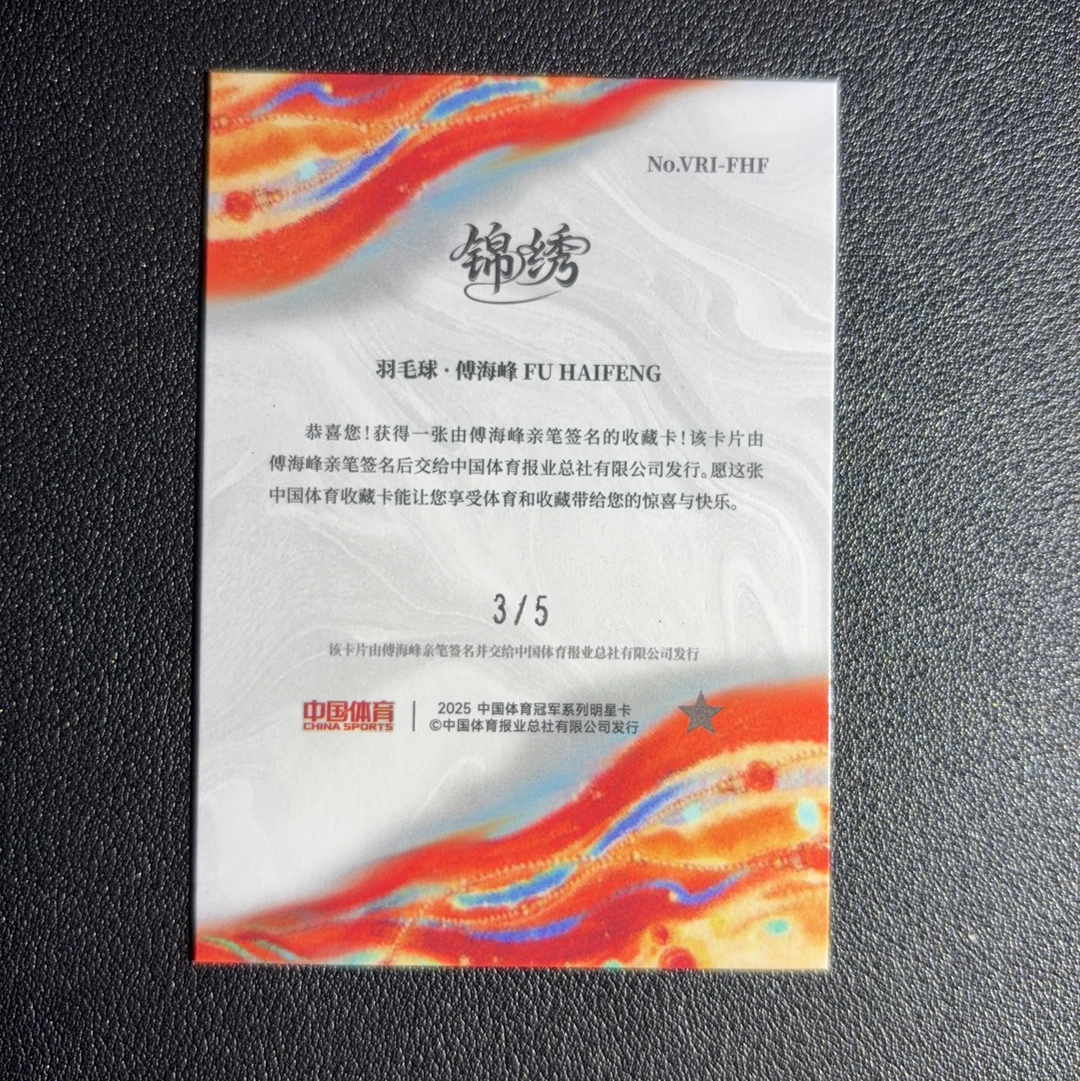 No.VRI-FHF
锦绣
羽毛球·傅海峰 FU HAIFENG
恭喜您!获得一张由傅海峰亲笔签名的收藏卡!该卡片由
傅海峰亲笔签名后交给中国体育报业总社有限公司发行。愿这张
中国体育收藏卡能让您享受体育和收藏带给您的惊喜与快乐。
3/5
该卡片由傅海峰亲笔签名并交给中国体育报业总社有限公司发行
中国体育
CHINA SPORTS
2025 中国体育冠军系列明星卡
©中国体育报业总社有限公司发行